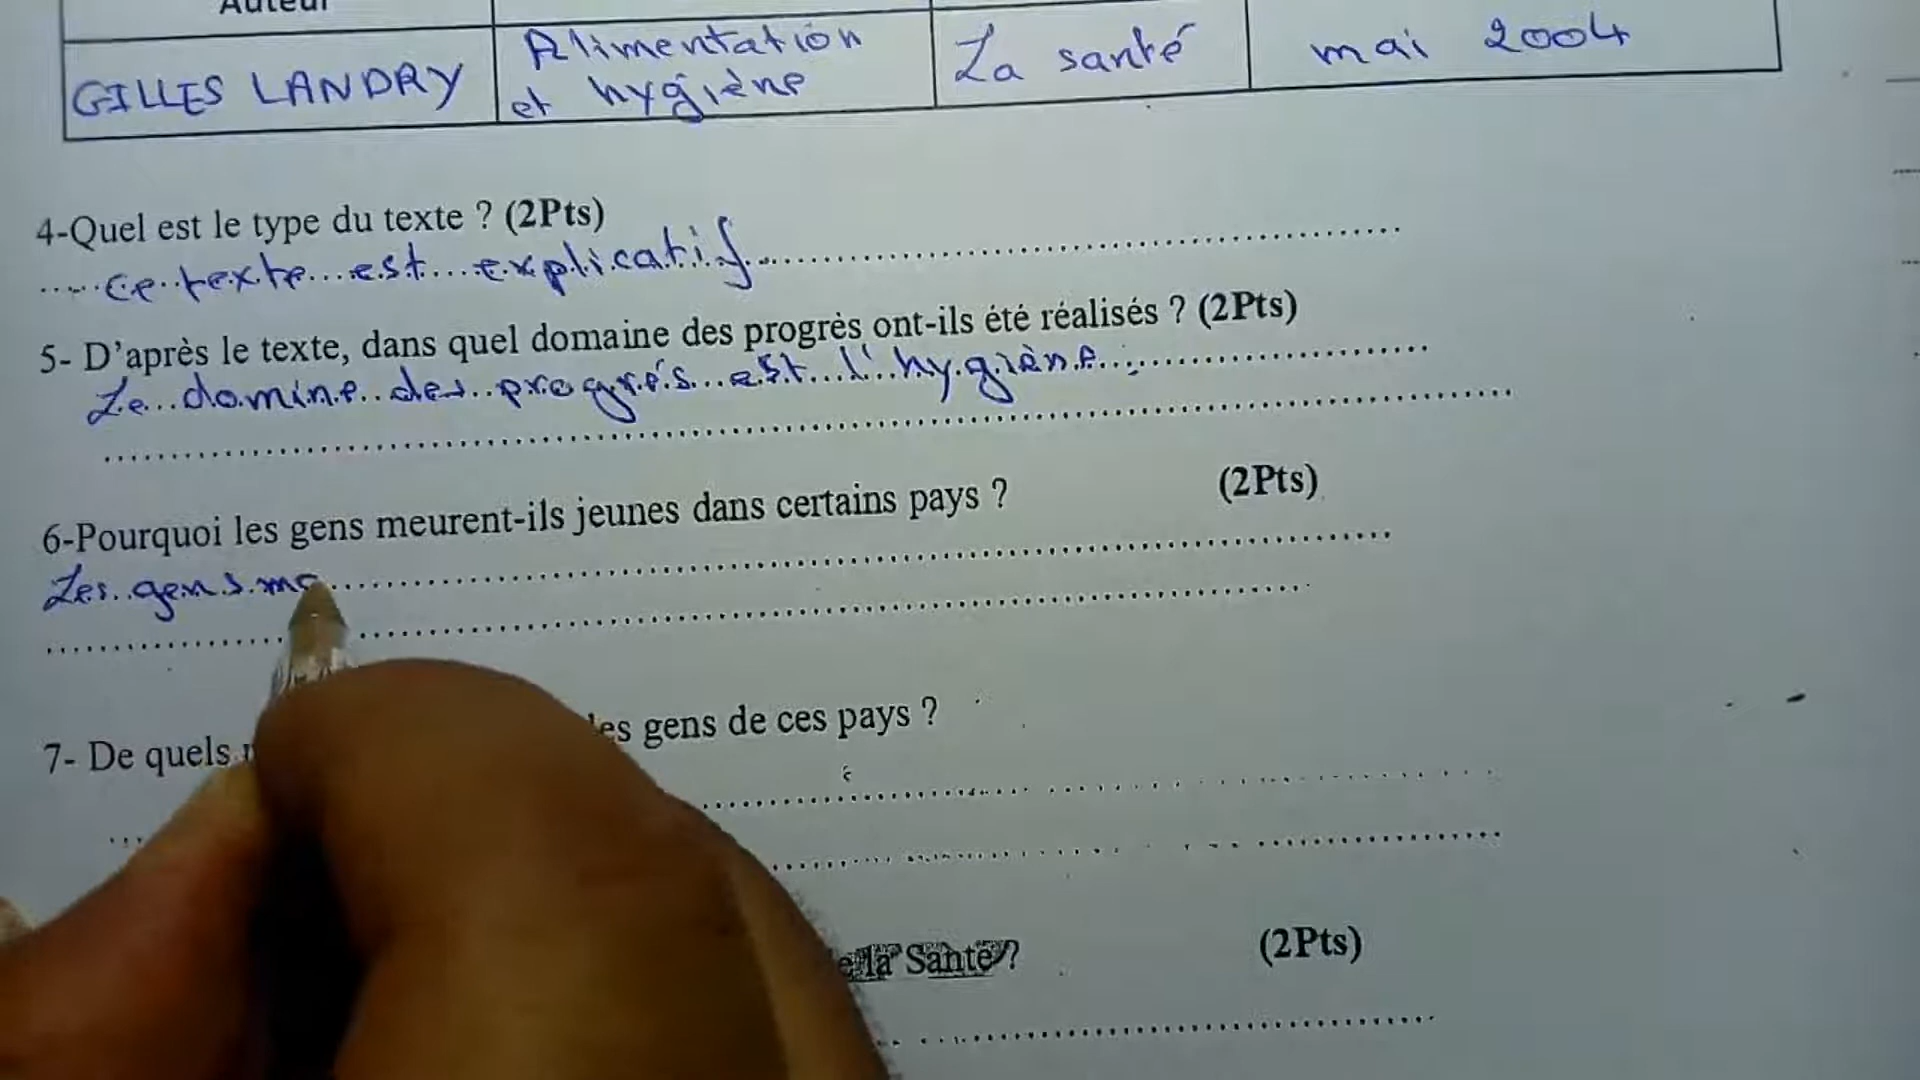 Auteur
GILLES LANDRY
Alimentation
et hygiène
La santé
mai 2004
4-Quel est le type du texte ? (2Pts)
Ce texte est explicatif
5- D'après le texte, dans quel domaine des progrès ont-ils été réalisés ? (2Pts)
Le domine des progrés est l'hygiène
6-Pourquoi les gens meurent-ils jeunes dans certains pays ? (2Pts)
Les gens me
7- De quels les gens de ces pays ?
de la Santé ? (2Pts)